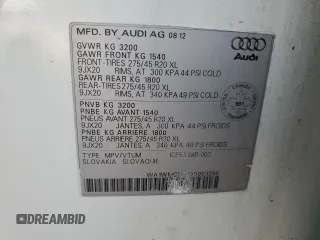 MFD. BY AUDI AG 08 12
GVWR KG 3200
GAWR FRONT KG 1540
FRONT-TIRES 275/45 R20 XL
9JX20 RIMS, AT 300 KPA 44 PSI COLD
GAWR REAR KG 1800
REAR-TIRES 275/45 R20 XL
9JX20 RIMS, AT 340 KPA 49 PSI COLD
PNVB KG 3200
PNBE KG AVANT 1540
PNEUS AVANT 275/45 R20 XL
9JX20 JANTES, A 300 KPA 44 PSI FROIDS
PNBE KG ARRIERE 1800
PNEUS ARRIERE 275/45 R20 XL
9JX20 JANTES, A 340 KPA 49 PSI FROIDS
TYPE MPV/VTUM
SLOVAKIA SLOVAQUIE
Audi
CANADA
DREAMBID